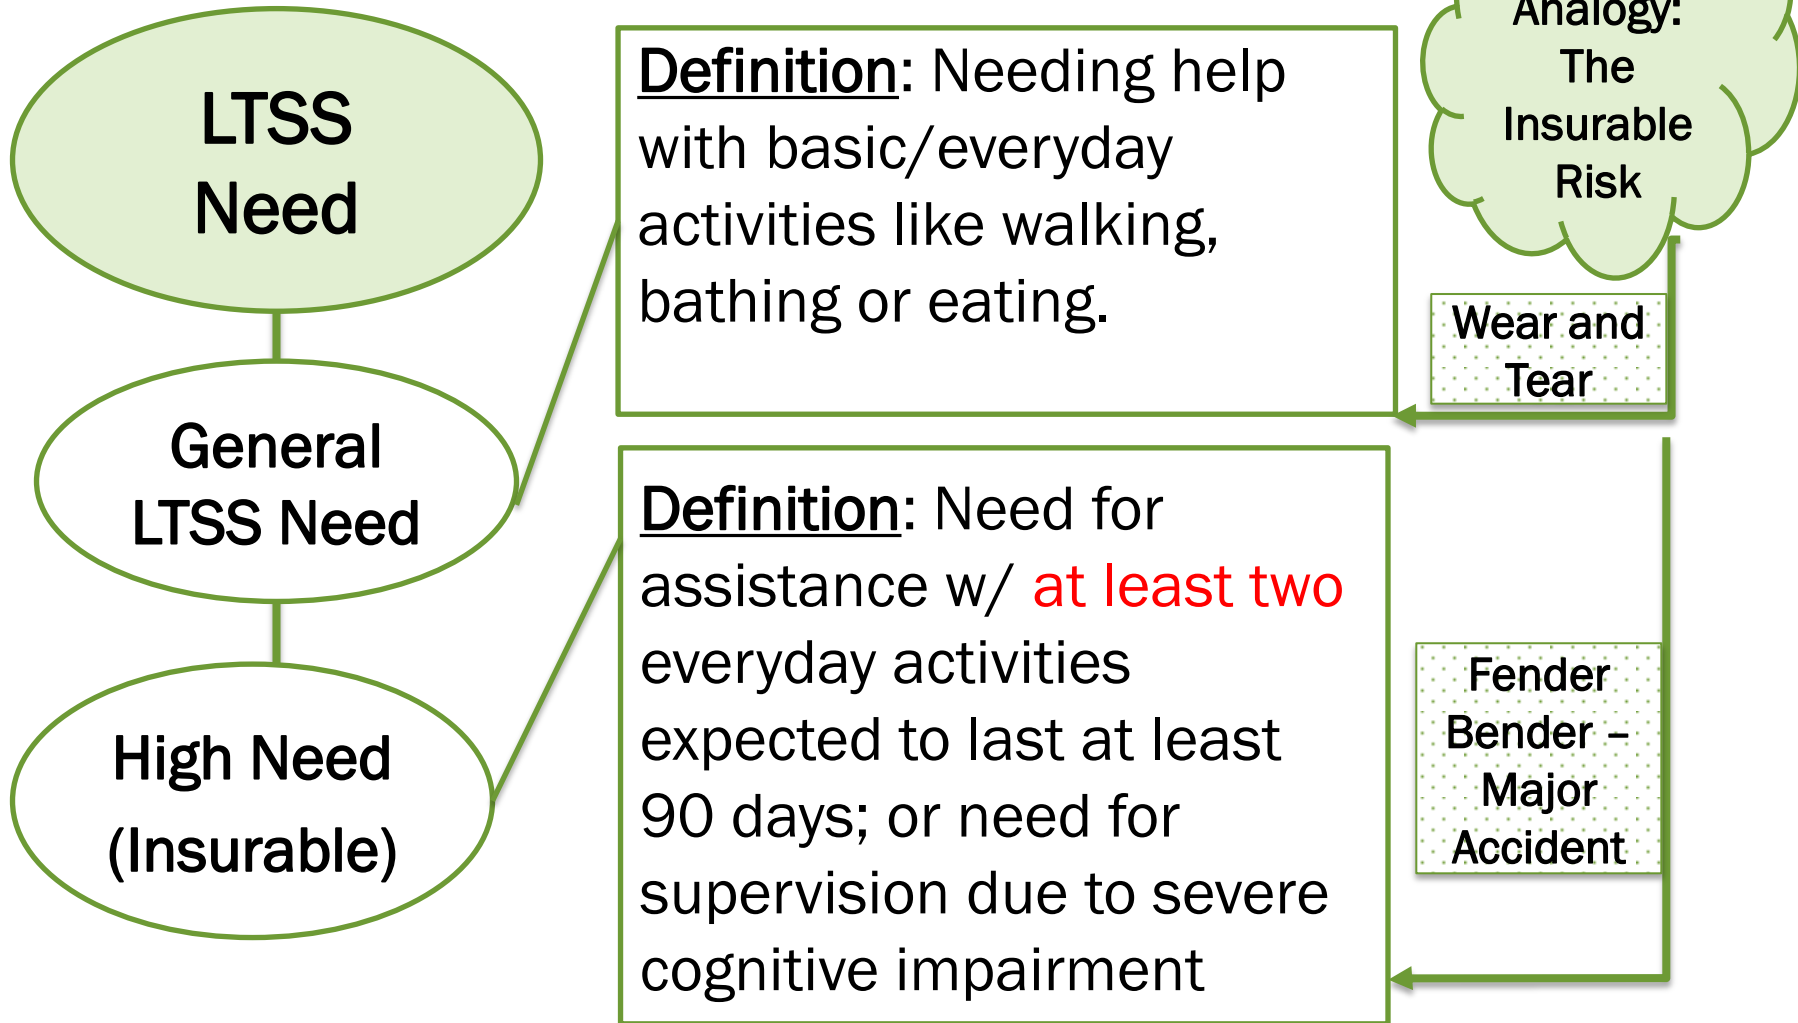 LTSS
Need
General
LTSS Need
High Need
(Insurable)
Definition: Needing help
with basic/everyday
activities like walking,
bathing or eating.
Definition: Need for
assistance w/ at least two
everyday activities
expected to last at least
90 days; or need for
supervision due to severe
cognitive impairment
Analogy:
The
Insurable
Risk
Wear and
Tear
Fender
Bender –
Major
Accident